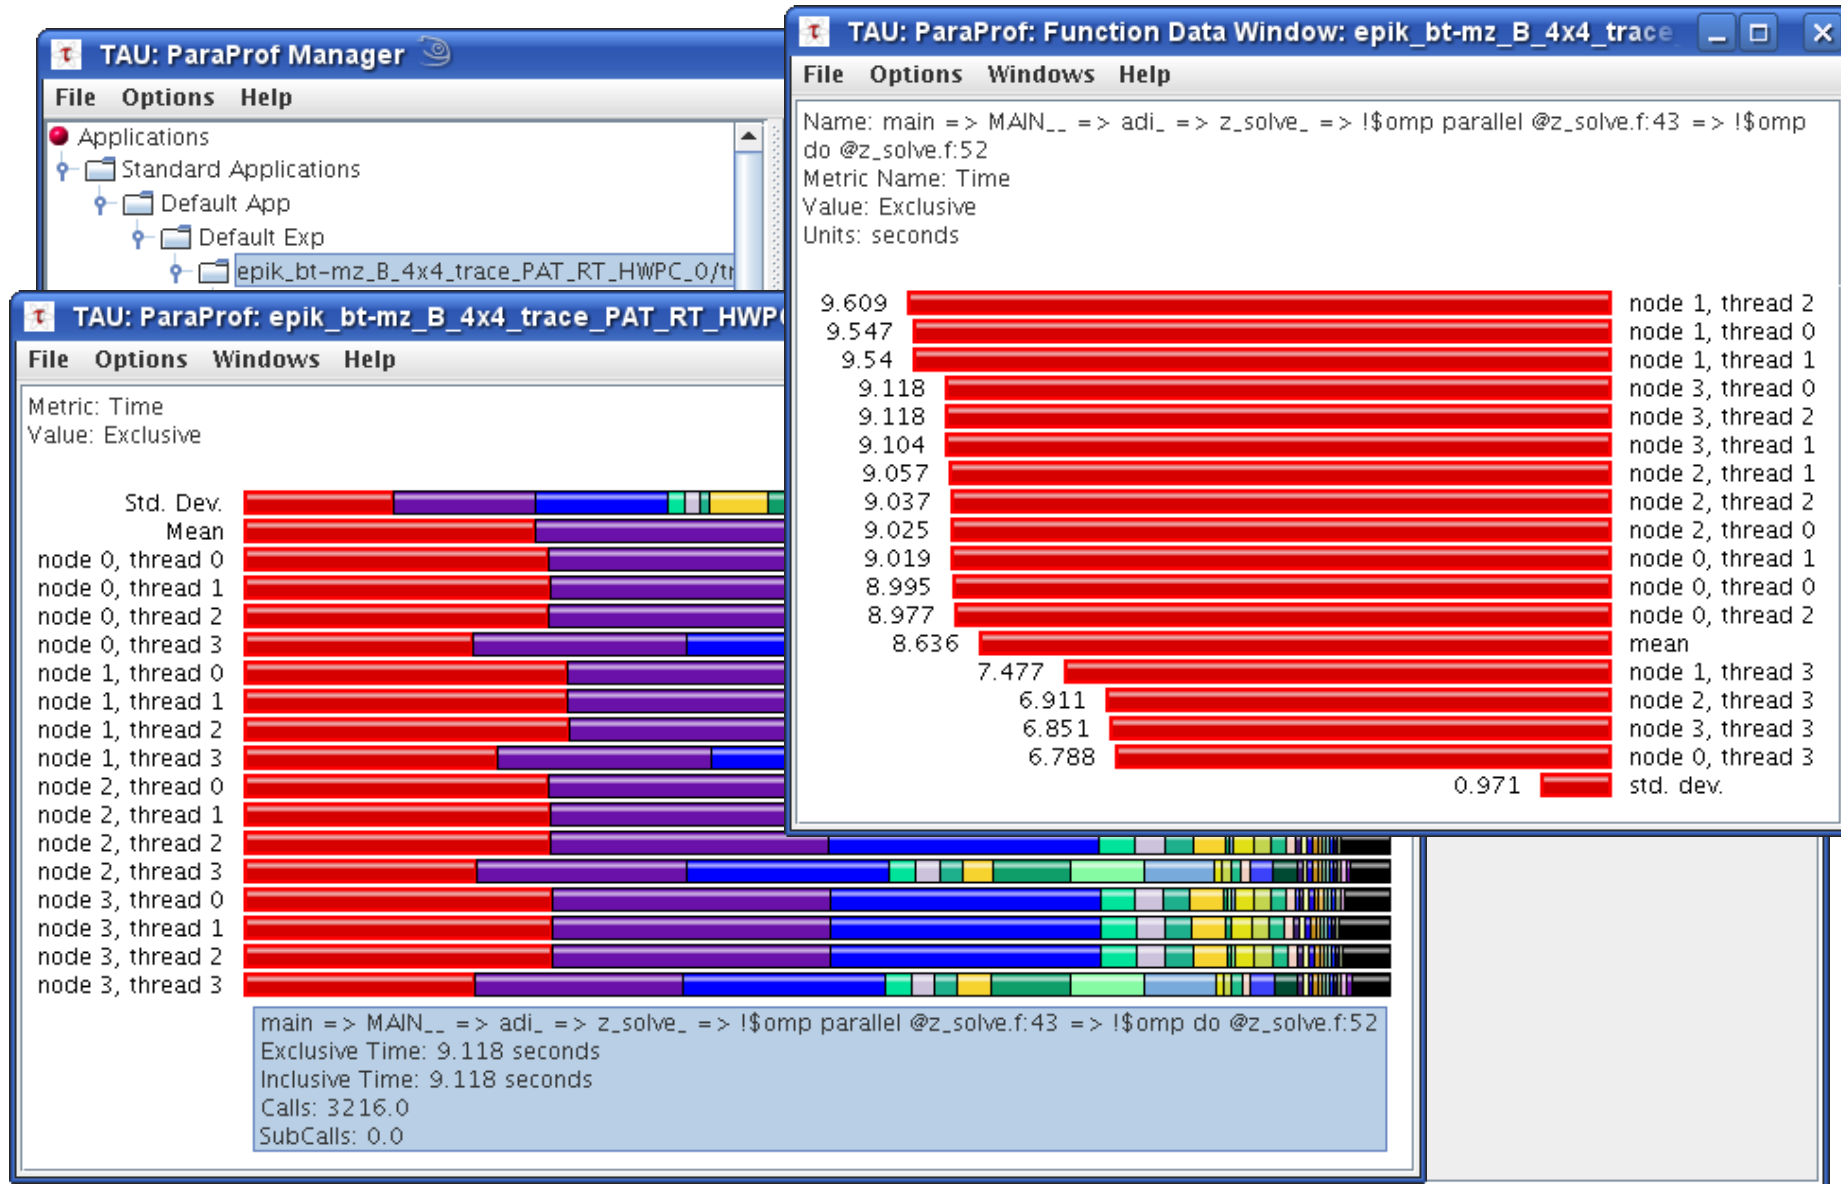 TAU: ParaProf Manager
File Options Help
Applications
Standard Applications
Default App
Default Exp
epik_bt-mz_B_4x4_trace_PAT_RT_HWPC_0/tr
TAU: ParaProf: Function Data Window: epik_bt-mz_B_4x4_trace
File Options Windows Help
Name: main => MAIN__ => adi_ => z_solve_ => !$omp parallel @z_solve.f:43 => !$omp
do @z_solve.f:52
Metric Name: Time
Value: Exclusive
Units: seconds
9.609 node 1, thread 2
9.547 node 1, thread 0
9.54 node 1, thread 1
9.118 node 3, thread 0
9.118 node 3, thread 2
9.104 node 3, thread 1
9.057 node 2, thread 1
9.037 node 2, thread 2
9.025 node 2, thread 0
9.019 node 0, thread 1
8.995 node 0, thread 0
8.977 node 0, thread 2
8.636 mean
7.477 node 1, thread 3
6.911 node 2, thread 3
6.851 node 3, thread 3
6.788 node 0, thread 3
0.971 std. dev.
TAU: ParaProf: epik_bt-mz_B_4x4_trace_PAT_RT_HWP
File Options Windows Help
Metric: Time
Value: Exclusive
Std. Dev.
Mean
node 0, thread 0
node 0, thread 1
node 0, thread 2
node 0, thread 3
node 1, thread 0
node 1, thread 1
node 1, thread 2
node 1, thread 3
node 2, thread 0
node 2, thread 1
node 2, thread 2
node 2, thread 3
node 3, thread 0
node 3, thread 1
node 3, thread 2
node 3, thread 3
main => MAIN__ => adi_ => z_solve_ => !$omp parallel @z_solve.f:43 => !$omp do @z_solve.f:52
Exclusive Time: 9.118 seconds
Inclusive Time: 9.118 seconds
Calls: 3216.0
SubCalls: 0.0